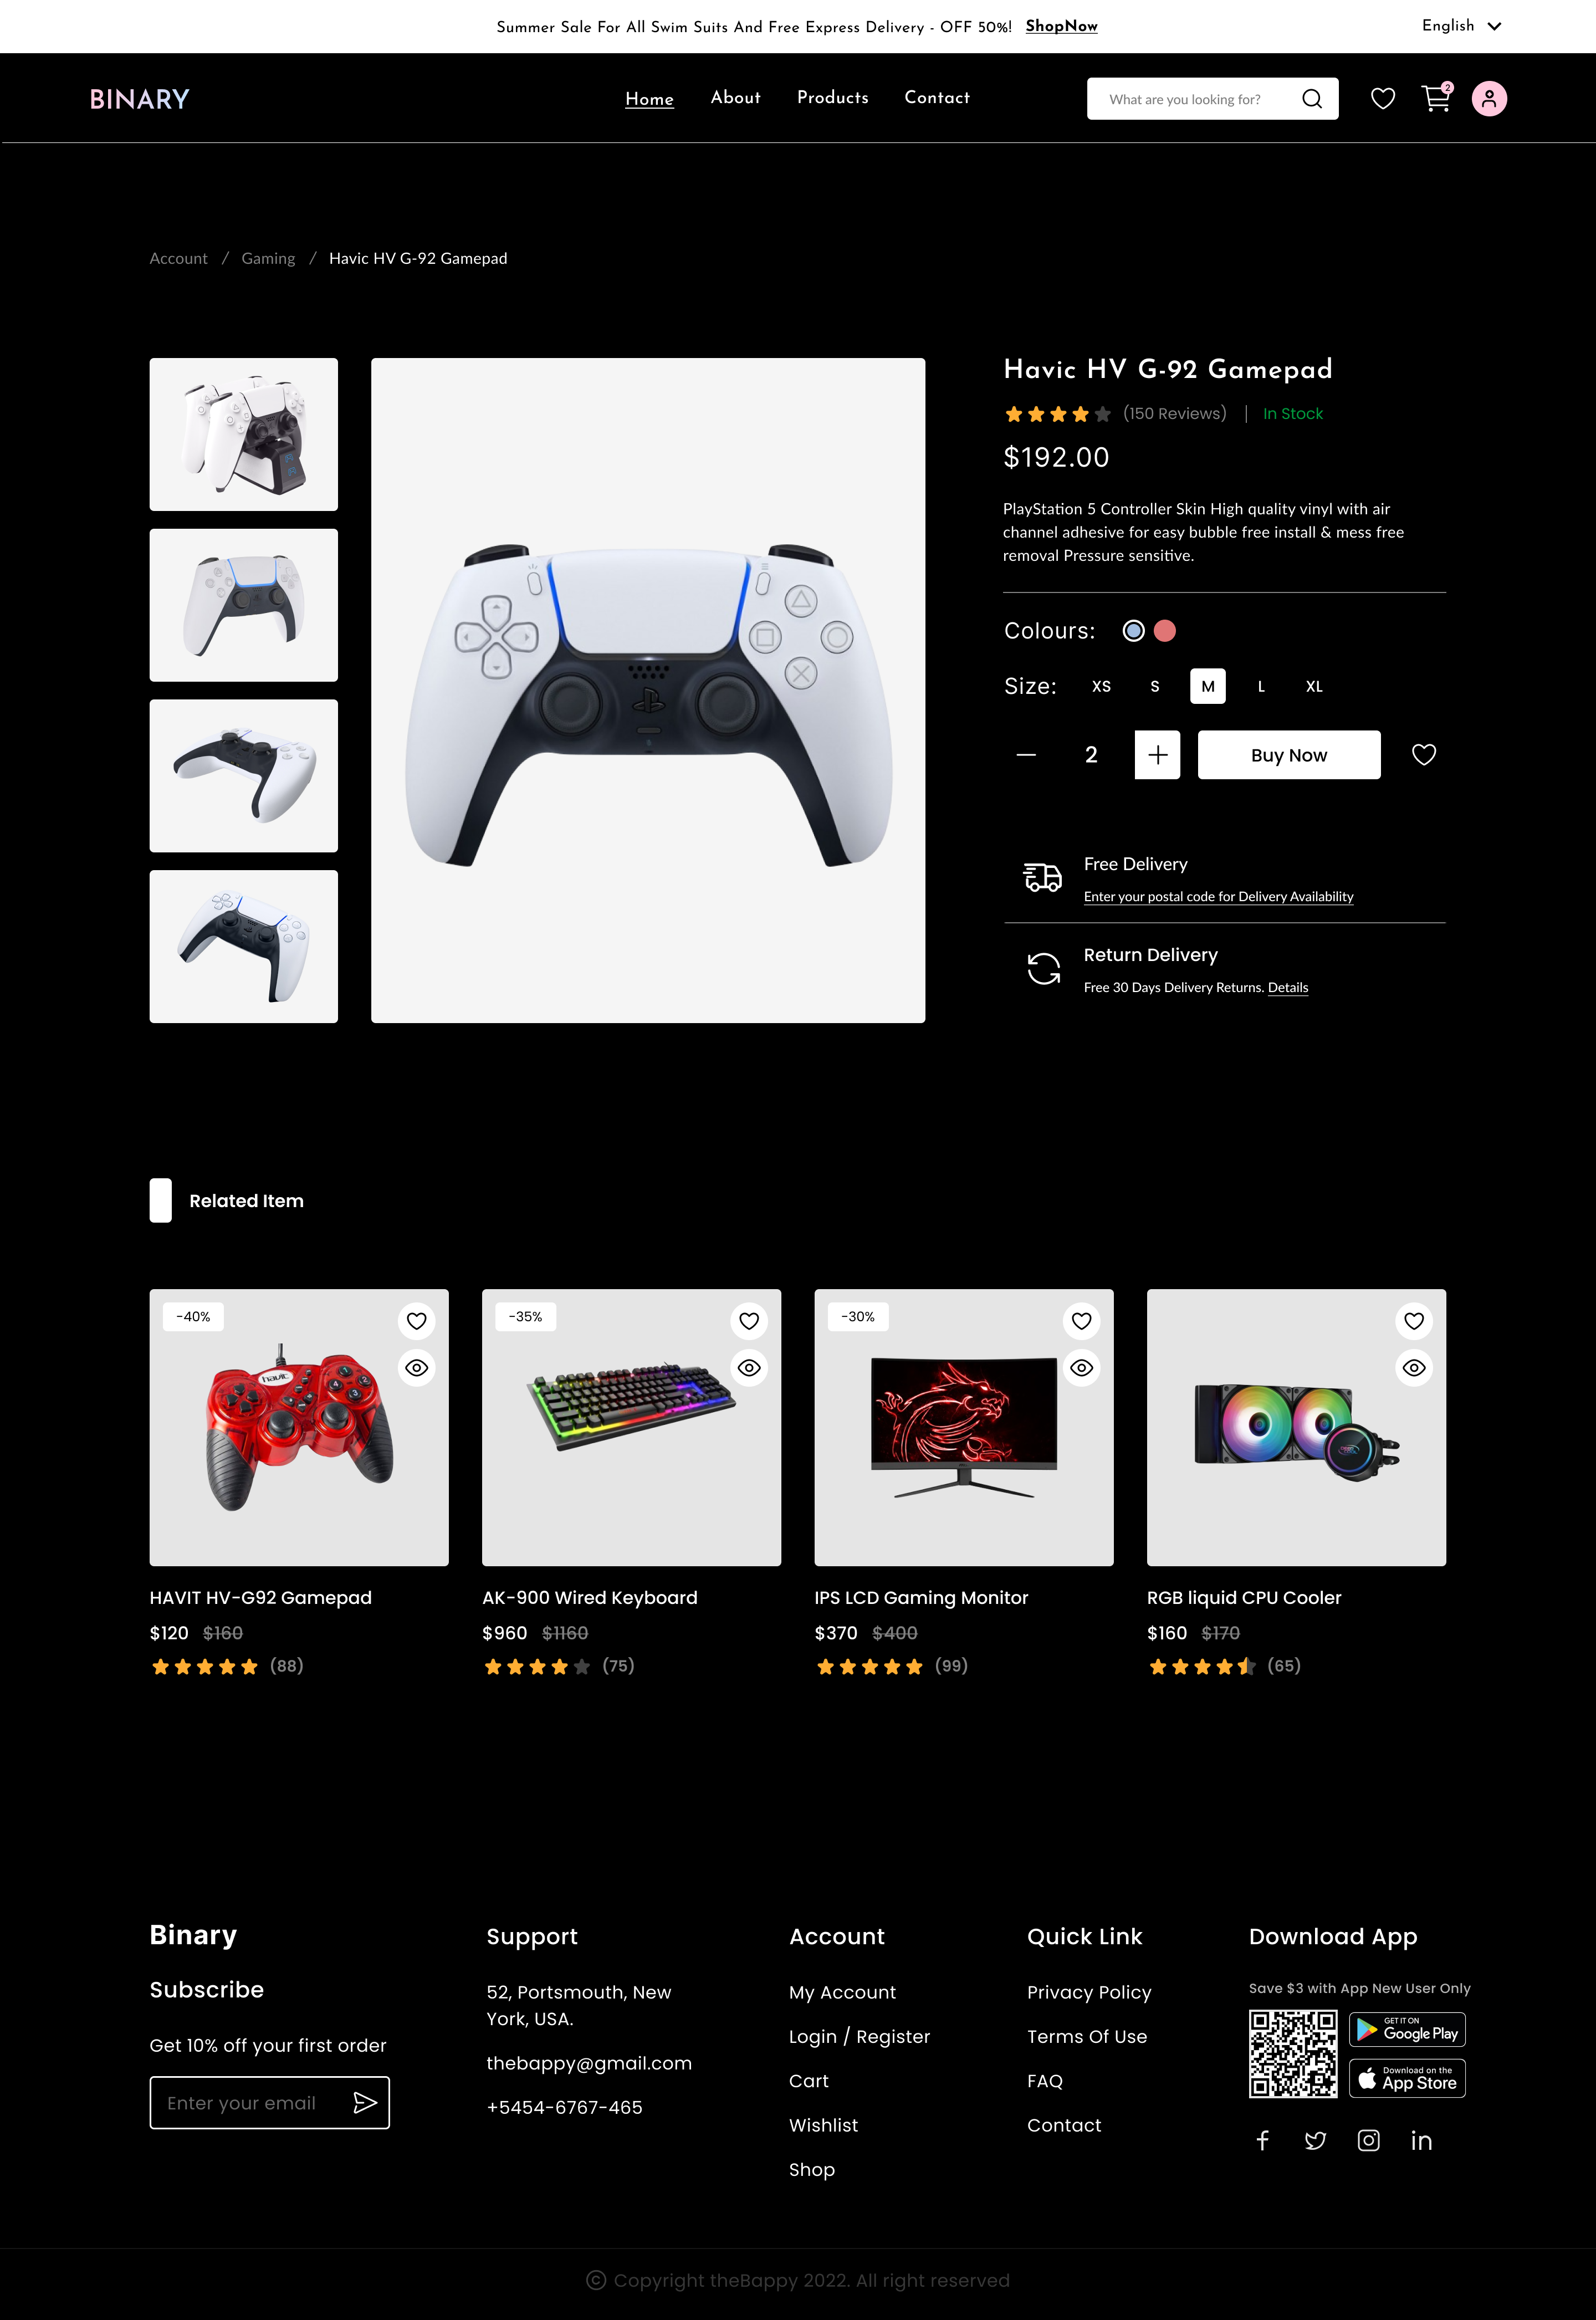 Summer Sale For All Swim Suits And Free Express Delivery - OFF 50%! ShopNow
English
BINARY
Home About Products Contact
What are you looking for?
2
Account / Gaming / Havic HV G-92 Gamepad
Havic HV G-92 Gamepad
(150 Reviews) | In Stock
$192.00
PlayStation 5 Controller Skin High quality vinyl with air
channel adhesive for easy bubble free install & mess free
removal Pressure sensitive.
Colours:
Size: XS S M L XL
2
Buy Now
Free Delivery
Enter your postal code for Delivery Availability
Return Delivery
Free 30 Days Delivery Returns. Details
Related Item
-40%
havic
HAVIT HV-G92 Gamepad
$120 $160
(88)
-35%
AK-900 Wired Keyboard
$960 $1160
(75)
-30%
IPS LCD Gaming Monitor
$370 $400
(99)
RGB liquid CPU Cooler
$160 $170
(65)
Binary
Subscribe
Get 10% off your first order
Enter your email
Support
52, Portsmouth, New
York, USA.
thebappy@gmail.com
+5454-6767-465
Account
My Account
Login / Register
Cart
Wishlist
Shop
Quick Link
Privacy Policy
Terms Of Use
FAQ
Contact
Download App
Save $3 with App New User Only
GET IT ON
Google Play
Download on the
App Store
© Copyright theBappy 2022. All right reserved